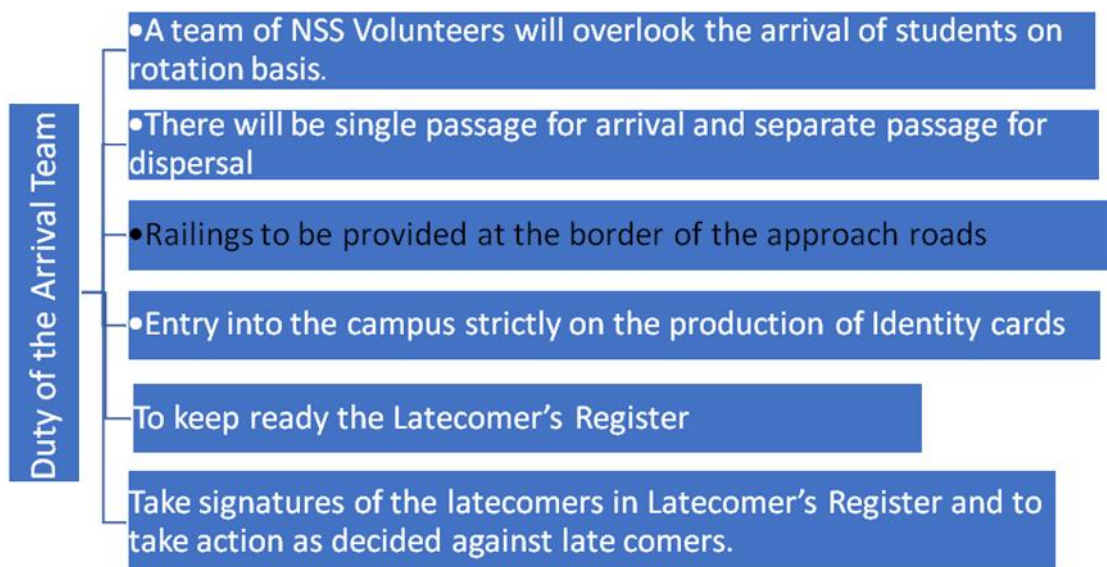 Duty of the Arrival Team
•A team of NSS Volunteers will overlook the arrival of students on
rotation basis.
•There will be single passage for arrival and separate passage for
dispersal
•Railings to be provided at the border of the approach roads
•Entry into the campus strictly on the production of Identity cards
To keep ready the Latecomer’s Register
Take signatures of the latecomers in Latecomer’s Register and to
take action as decided against late comers.